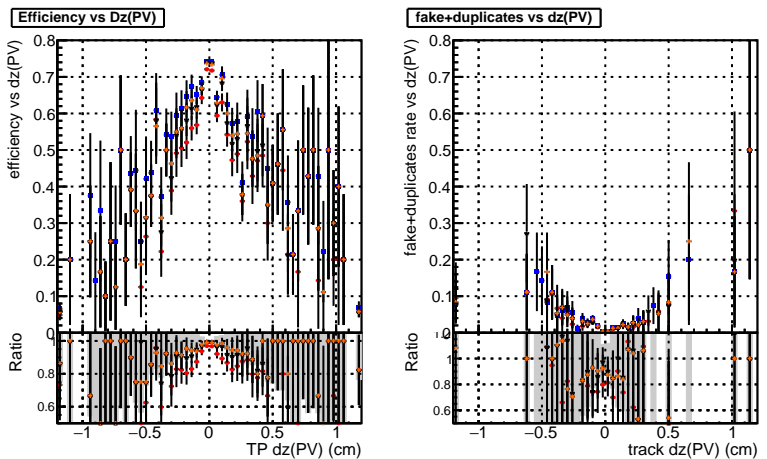 Efficiency vs Dz(PV)
efficiency vs dz(PV)
0.8
0.7
0.6
0.5
0.4
0.3
0.2
0.1
0
Ratio
1
0.8
0.6
−1 −0.5 0 0.5 1
TP dz(PV) (cm)
fake+duplicates vs dz(PV)
fake+duplicates rate vs dz(PV)
0.8
0.7
0.6
0.5
0.4
0.3
0.2
0.1
0
Ratio
1
0.8
0.6
−1 −0.5 0 0.5 1
track dz(PV) (cm)